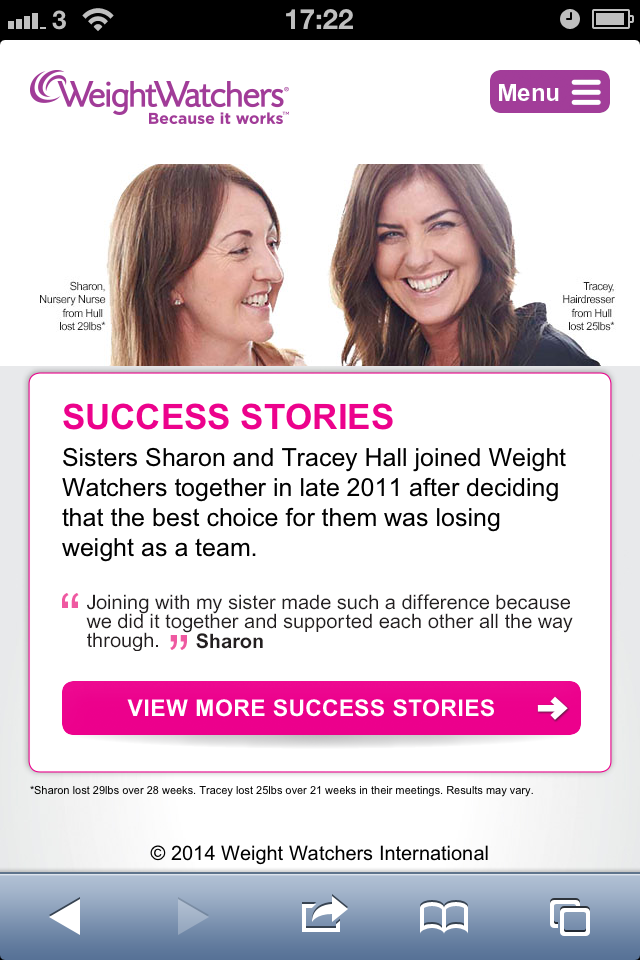 3 17:22
WeightWatchers®
Because it works™
Menu
Sharon,
Nursery Nurse
from Hull
lost 29lbs*
Tracey,
Hairdresser
from Hull
lost 25lbs*
SUCCESS STORIES
Sisters Sharon and Tracey Hall joined Weight
Watchers together in late 2011 after deciding
that the best choice for them was losing
weight as a team.
“ Joining with my sister made such a difference because
we did it together and supported each other all the way
through. ” Sharon
VIEW MORE SUCCESS STORIES
*Sharon lost 29lbs over 28 weeks. Tracey lost 25lbs over 21 weeks in their meetings. Results may vary.
© 2014 Weight Watchers International